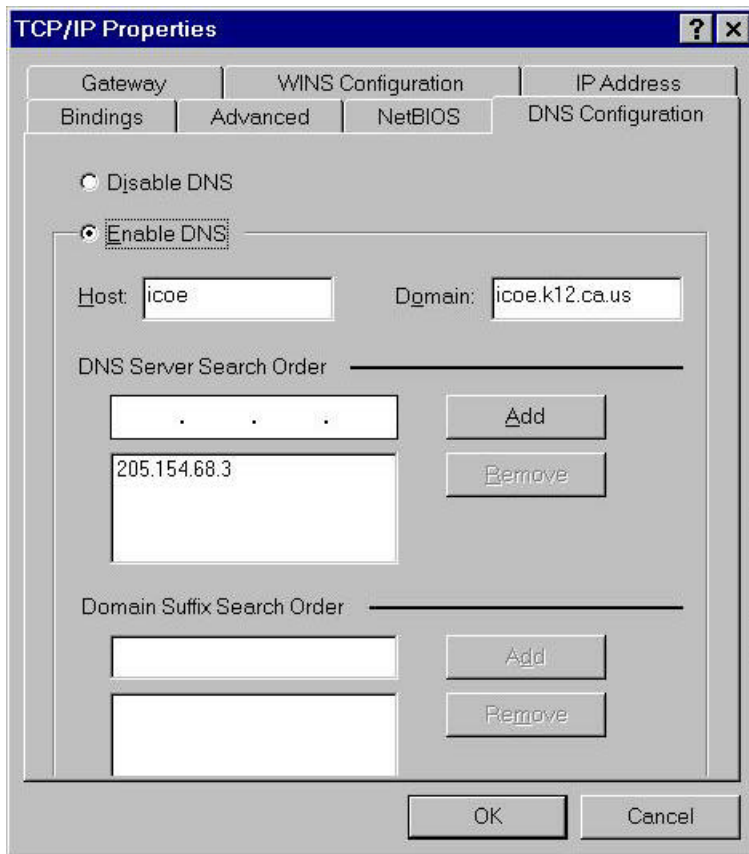 TCP/IP Properties
Gateway WINS Configuration IP Address
Bindings Advanced NetBIOS DNS Configuration
Disable DNS
Enable DNS
Host: icoe Domain: icoe.k12.ca.us
DNS Server Search Order
. . . Add
205.154.68.3 Remove
Domain Suffix Search Order
Add
Remove
OK Cancel